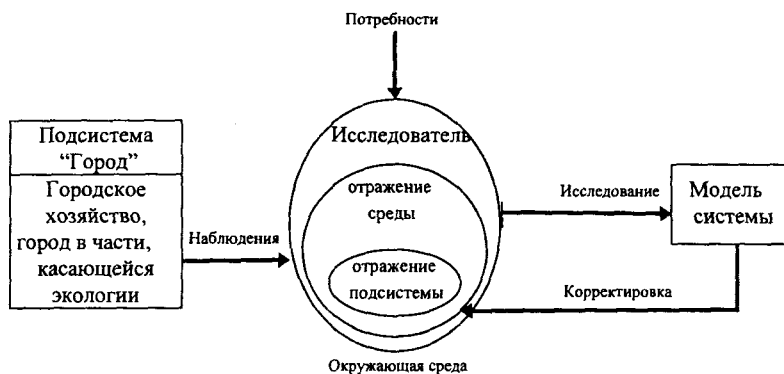 Потребности
Подсистема
“Город”
Городское
хозяйство,
город в части,
касающейся
экологии
Наблюдения
Исследователь
отражение
среды
отражение
подсистемы
Исследование
Модель
системы
Корректировка
Окружающая среда